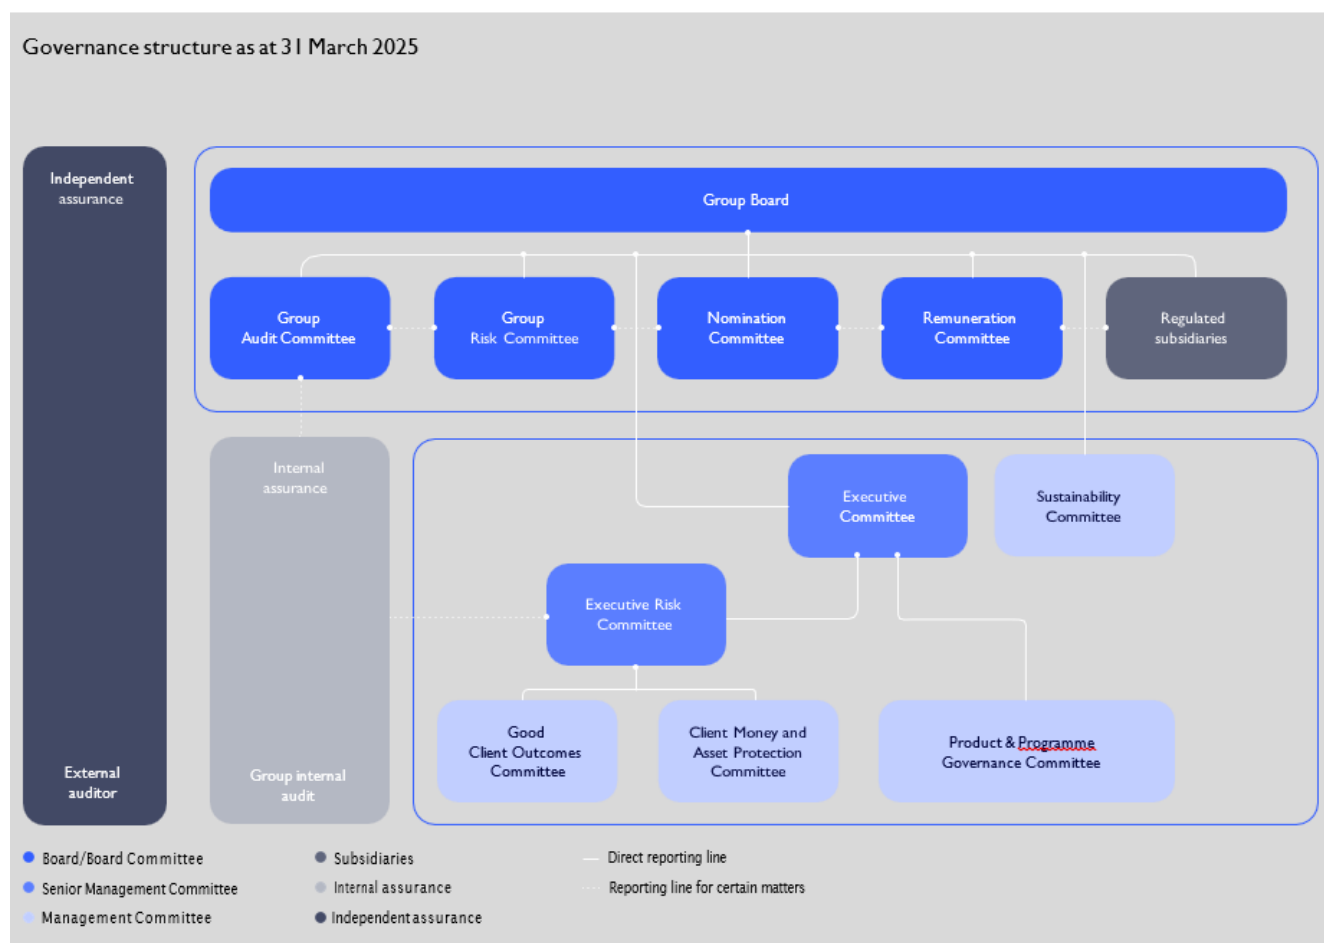 Governance structure as at 31 March 2025
Independent
assurance
Group Board
Group
Audit Committee
Group
Risk Committee
Nomination
Committee
Remuneration
Committee
Regulated
subsidiaries
Internal
assurance
Executive
Committee
Sustainability
Committee
Executive Risk
Committee
Good
Client Outcomes
Committee
Client Money and
Asset Protection
Committee
Product & Programme
Governance Committee
External
auditor
Group internal
audit
Board/Board Committee
Senior Management Committee
Management Committee
Subsidiaries
Internal assurance
Independent assurance
Direct reporting line
Reporting line for certain matters